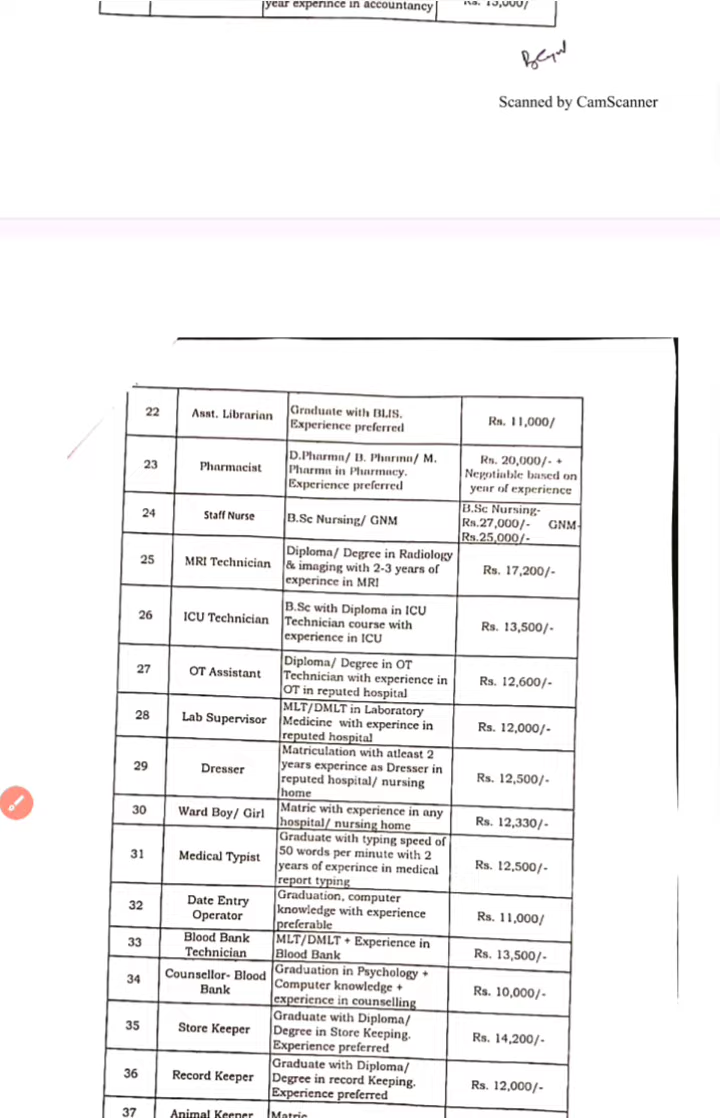 year experince in accountancy
Rs. 15,000/
Scanned by CamScanner
22 Asst. Librarian Graduate with BLIS. Rs. 11,000/
Experience preferred
23 Pharmacist D.Pharma/ B. Pharma/ M. Rs. 20,000/- +
Pharma in Pharmacy. Negotiable based on
Experience preferred year of experience
24 Staff Nurse B.Sc Nursing/ GNM B.Sc Nursing-
Rs.27,000/- GNM-
Rs.25,000/-
25 MRI Technician Diploma/ Degree in Radiology Rs. 17,200/-
& imaging with 2-3 years of
experince in MRI
26 ICU Technician B.Sc with Diploma in ICU Rs. 13,500/-
Technician course with
experience in ICU
27 OT Assistant Diploma/ Degree in OT Rs. 12,600/-
Technician with experience in
OT in reputed hospital
28 Lab Supervisor MLT/DMLT in Laboratory Rs. 12,000/-
Medicine with experince in
reputed hospital
29 Dresser Matriculation with atleast 2 Rs. 12,500/-
years experince as Dresser in
reputed hospital/ nursing
home
30 Ward Boy/ Girl Matric with experience in any Rs. 12,330/-
hospital/ nursing home
31 Medical Typist Graduate with typing speed of Rs. 12,500/-
50 words per minute with 2
years of experince in medical
report typing
32 Date Entry Graduation, computer Rs. 11,000/
Operator knowledge with experience
preferable
33 Blood Bank MLT/DMLT + Experience in Rs. 13,500/-
Technician Blood Bank
34 Counsellor- Blood Graduation in Psychology + Rs. 10,000/-
Bank Computer knowledge +
experience in counselling
35 Store Keeper Graduate with Diploma/ Rs. 14,200/-
Degree in Store Keeping.
Experience preferred
36 Record Keeper Graduate with Diploma/ Rs. 12,000/-
Degree in record Keeping.
Experience preferred
37 Animal Keeper Matric